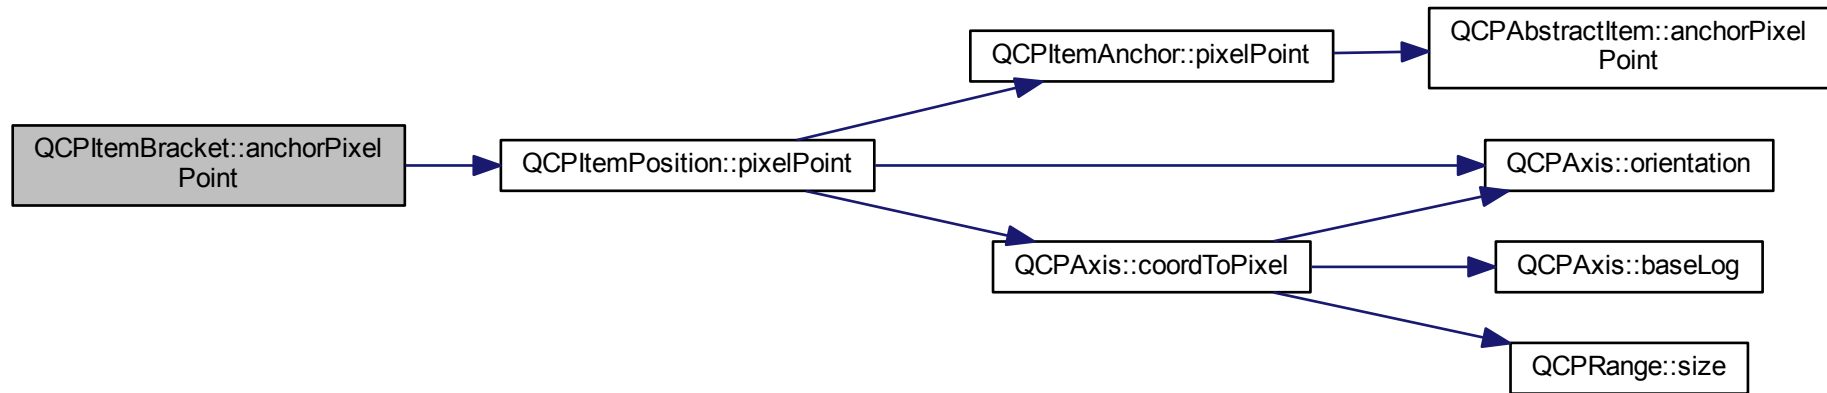 QCPItemBracket::anchorPixel
Point
QCPItemPosition::pixelPoint
QCPItemAnchor::pixelPoint
QCPAbstractItem::anchorPixel
Point
QCPAxis::orientation
QCPAxis::coordToPixel
QCPAxis::baseLog
QCPRange::size